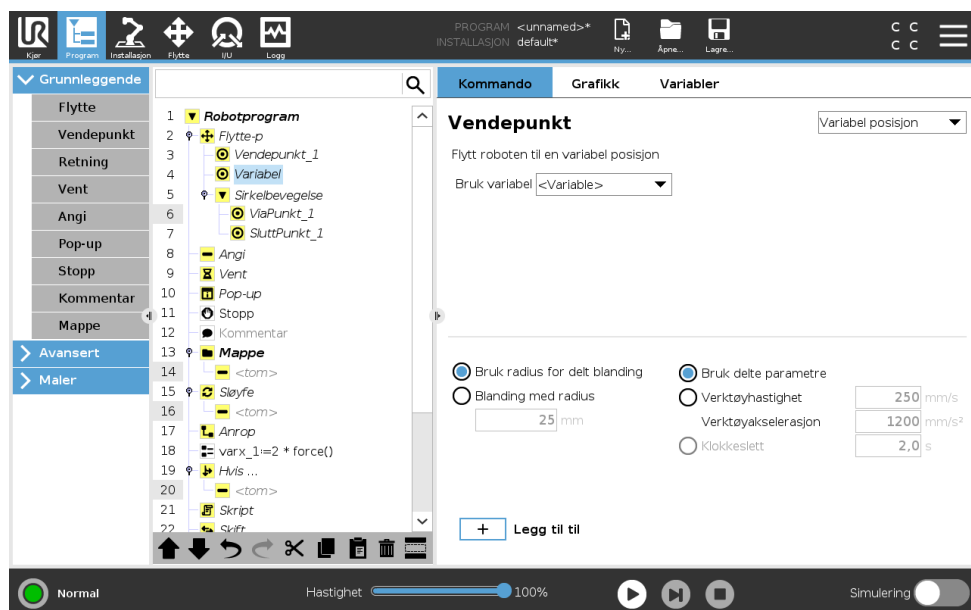 PROGRAM <unnamed>*
INSTALLASJON default*
Kjør Program Installasjon Flytte I/U Logg
Ny... Åpne... Lagre...
C C
C C
Grunnleggende
Flytte
Vendepunkt
Retning
Vent
Angi
Pop-up
Stopp
Kommentar
Mappe
Avansert
Maler
1 Robotprogram
2 Flytte-p
3 Vendepunkt_1
4 Variabel
5 Sirkelbevegelse
6 ViaPunkt_1
7 SluttPunkt_1
8 Angi
9 Vent
10 Pop-up
11 Stopp
12 Kommentar
13 Mappe
14 <tom>
15 Sløyfe
16 <tom>
17 Anrop
18 varx_1:=2 * force()
19 Hvis ...
20 <tom>
21 Skript
22 Skift
Kommando Grafikk Variabler
Vendepunkt
Variabel posisjon
Flytt roboten til en variabel posisjon
Bruk variabel <Variable>
Bruk radius for delt blanding
Blanding med radius
25 mm
Bruk delte parametre
Verktøyhastighet 250 mm/s
Verktøyakselerasjon 1200 mm/s²
Klokkeslett 2,0 s
+ Legg til til
Normal
Hastighet 100%
Simulering